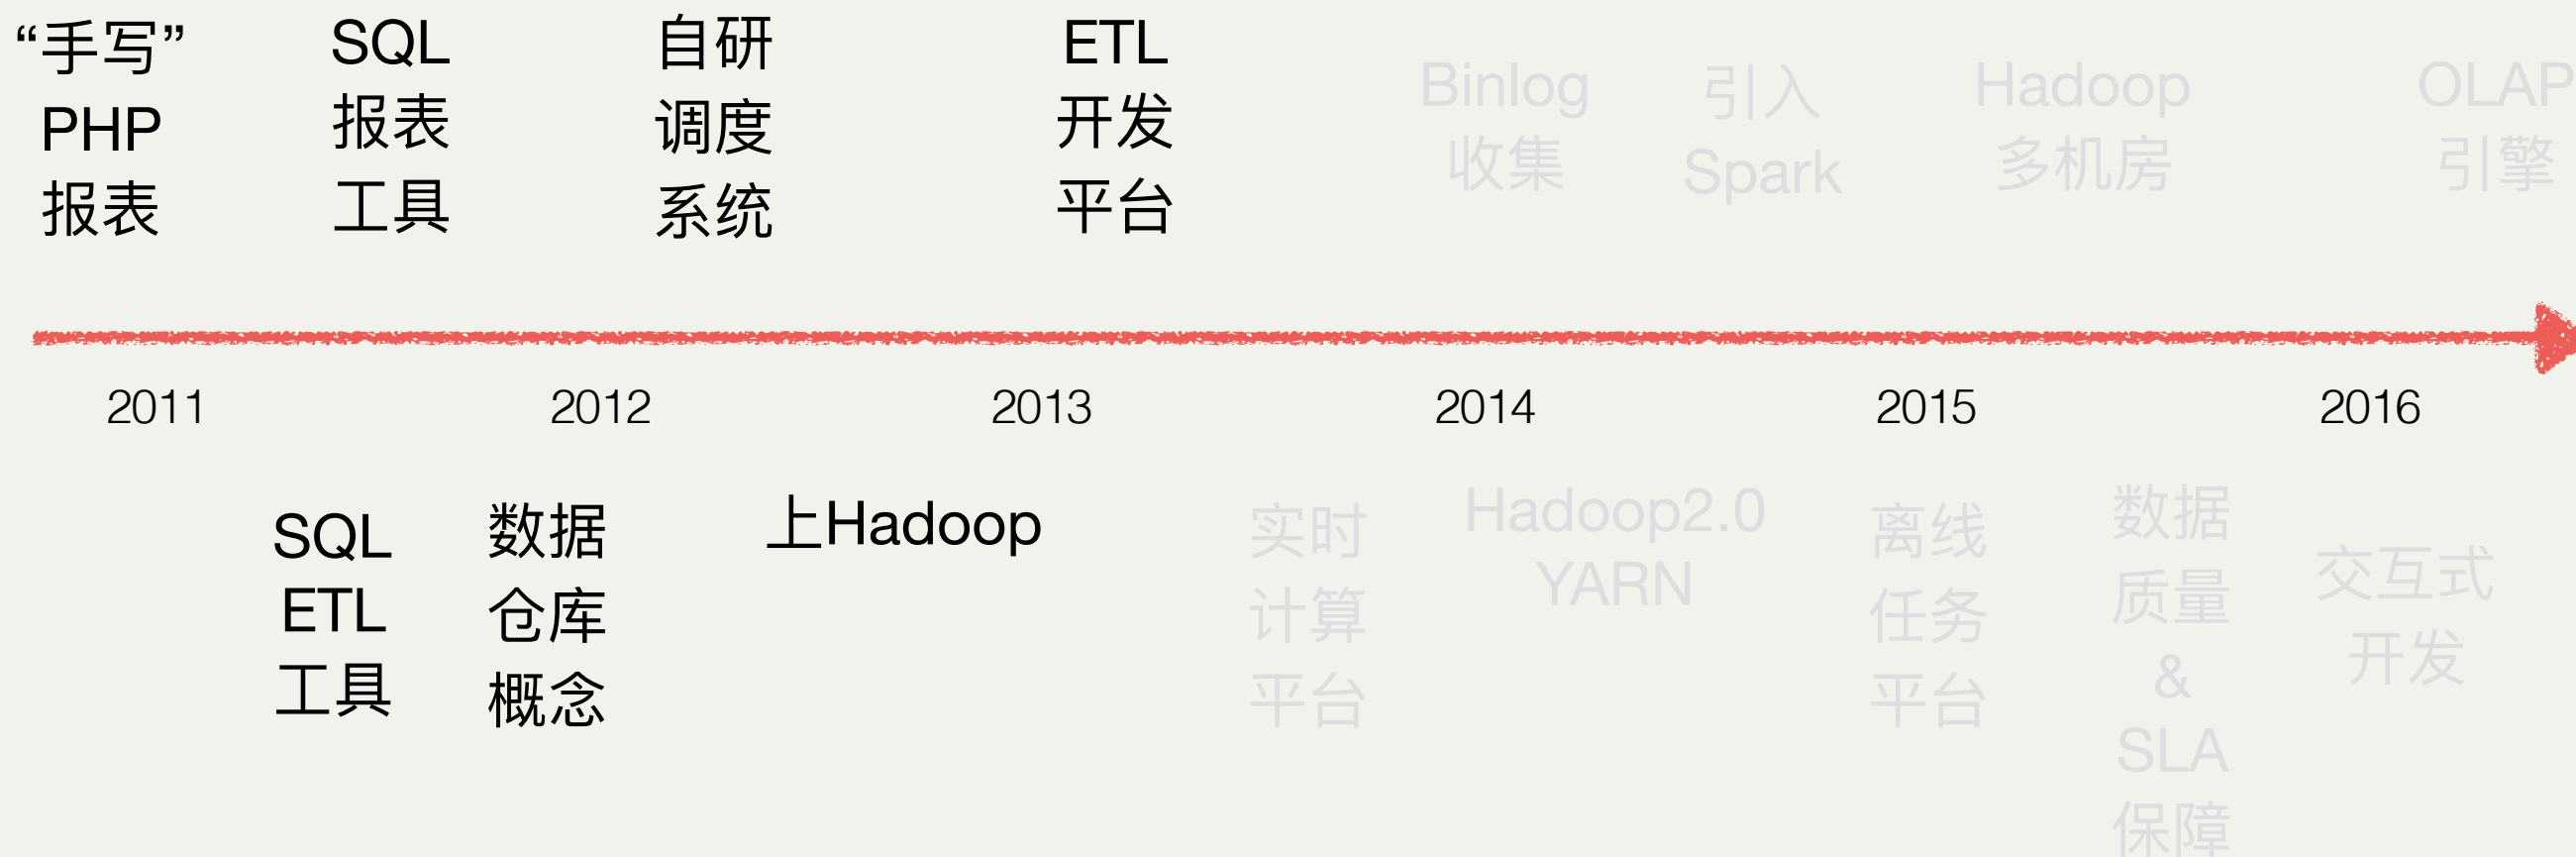 “手写”
PHP
报表
SQL
报表
工具
自研
调度
系统
ETL
开发
平台
Binlog
收集
引入
Spark
Hadoop
多机房
OLAP
引擎
2011
2012
2013
2014
2015
2016
SQL
ETL
工具
数据
仓库
概念
上Hadoop
实时
计算
平台
Hadoop2.0
YARN
离线
任务
平台
数据
质量
&
SLA
保障
交互式
开发